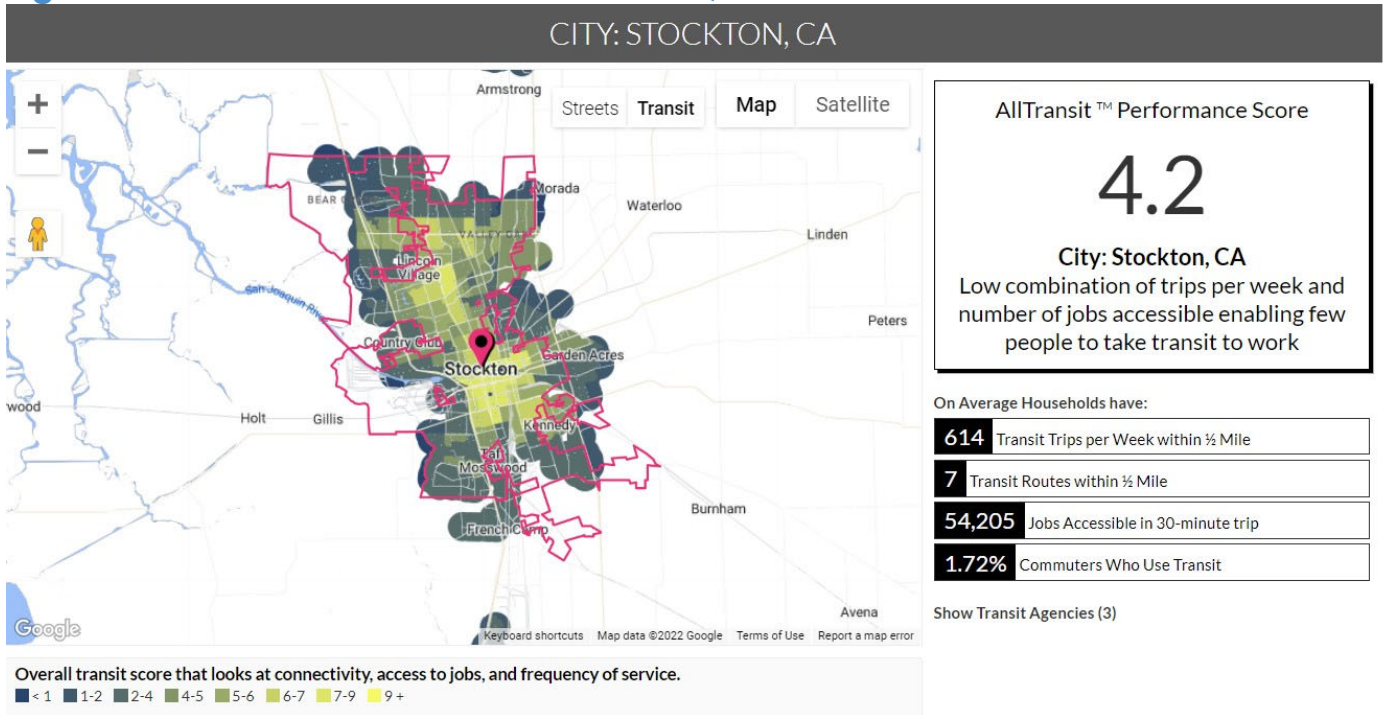 CITY: STOCKTON, CA
Armstrong
Streets
Transit
Map
Satellite
+
−
Morada
Waterloo
Linden
Lincoln
Village
San Joaquin River
Peters
Country Club
Garden Acres
Stockton
wood
Holt
Gillis
Kennedy
Taft
Mosswood
Burnham
French Camp
Avena
Google
Keyboard shortcuts
Map data ©2022 Google
Terms of Use
Report a map error
Overall transit score that looks at connectivity, access to jobs, and frequency of service.
< 1 1-2 2-4 4-5 5-6 6-7 7-9 9 +
AllTransit ™ Performance Score
4.2
City: Stockton, CA
Low combination of trips per week and
number of jobs accessible enabling few
people to take transit to work
On Average Households have:
614 Transit Trips per Week within ½ Mile
7 Transit Routes within ½ Mile
54,205 Jobs Accessible in 30-minute trip
1.72% Commuters Who Use Transit
Show Transit Agencies (3)